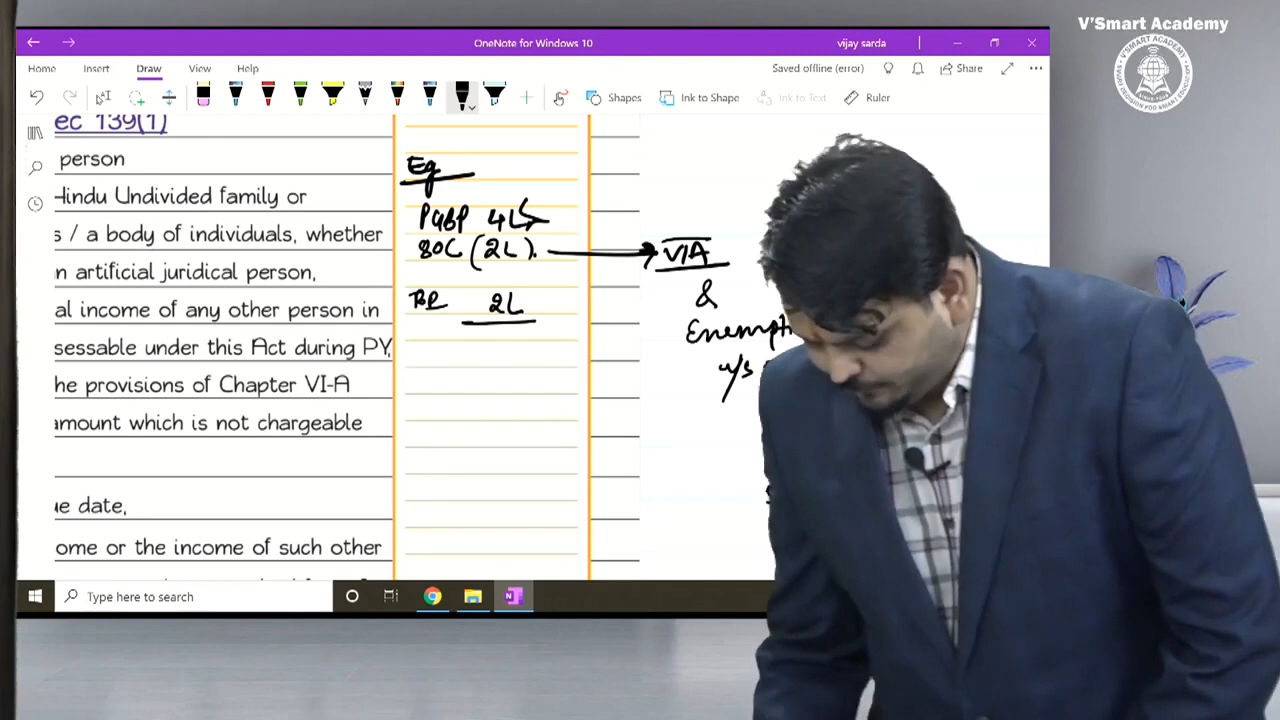 V'Smart Academy
OneNote for Windows 10
vijay sarda
Home Insert Draw View Help
Saved offline (error)
Share
Shapes
Ink to Shape
Ink to Text
Ruler
ec 139(1)
person
Hindu Undivided family or
s / a body of individuals, whether
n artificial juridical person,
al income of any other person in
sessable under this Act during PY,
he provisions of Chapter VI-A
amount which is not chargeable
ue date,
ome or the income of such other
Eg
PGBP 4L
80C (2L).
2L
VIA
&
Exempti
u/s
Type here to search